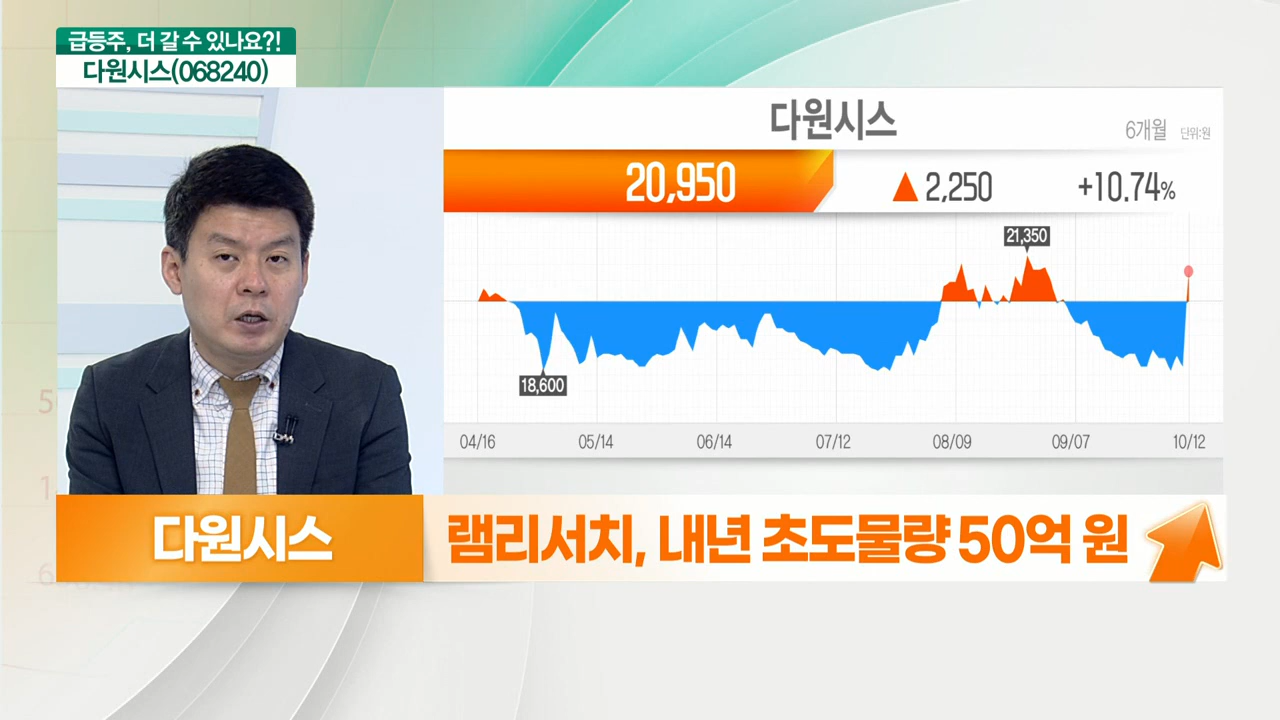 급등주, 더 갈 수 있나요?!
다원시스(068240)
다원시스
6개월 단위:원
20,950 ▲ 2,250 +10.74%
21,350
18,600
04/16 05/14 06/14 07/12 08/09 09/07 10/12
다원시스
램리서치, 내년 초도물량 50억 원